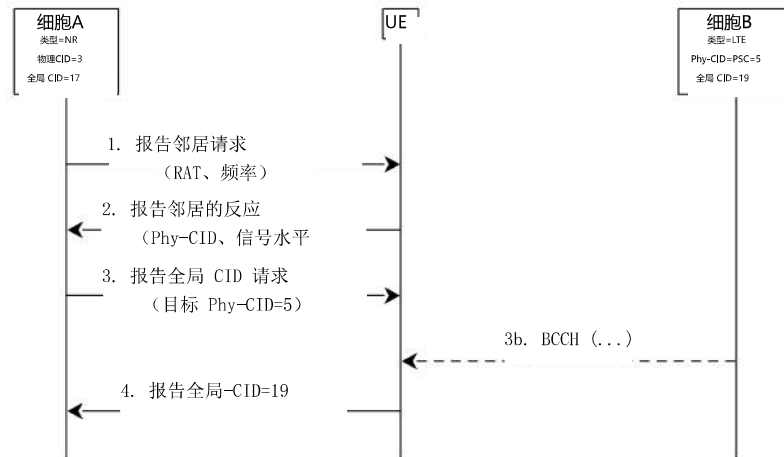 细胞A
类型=NR
物理CID=3
全局 CID=17
UE
细胞B
类型=LTE
Phy-CID=PSC=5
全局 CID=19
1. 报告邻居请求
（RAT、频率）
2. 报告邻居的反应
（Phy-CID、信号水平
3. 报告全局 CID 请求
（目标 Phy-CID=5）
3b. BCCH (...)
4. 报告全局-CID=19